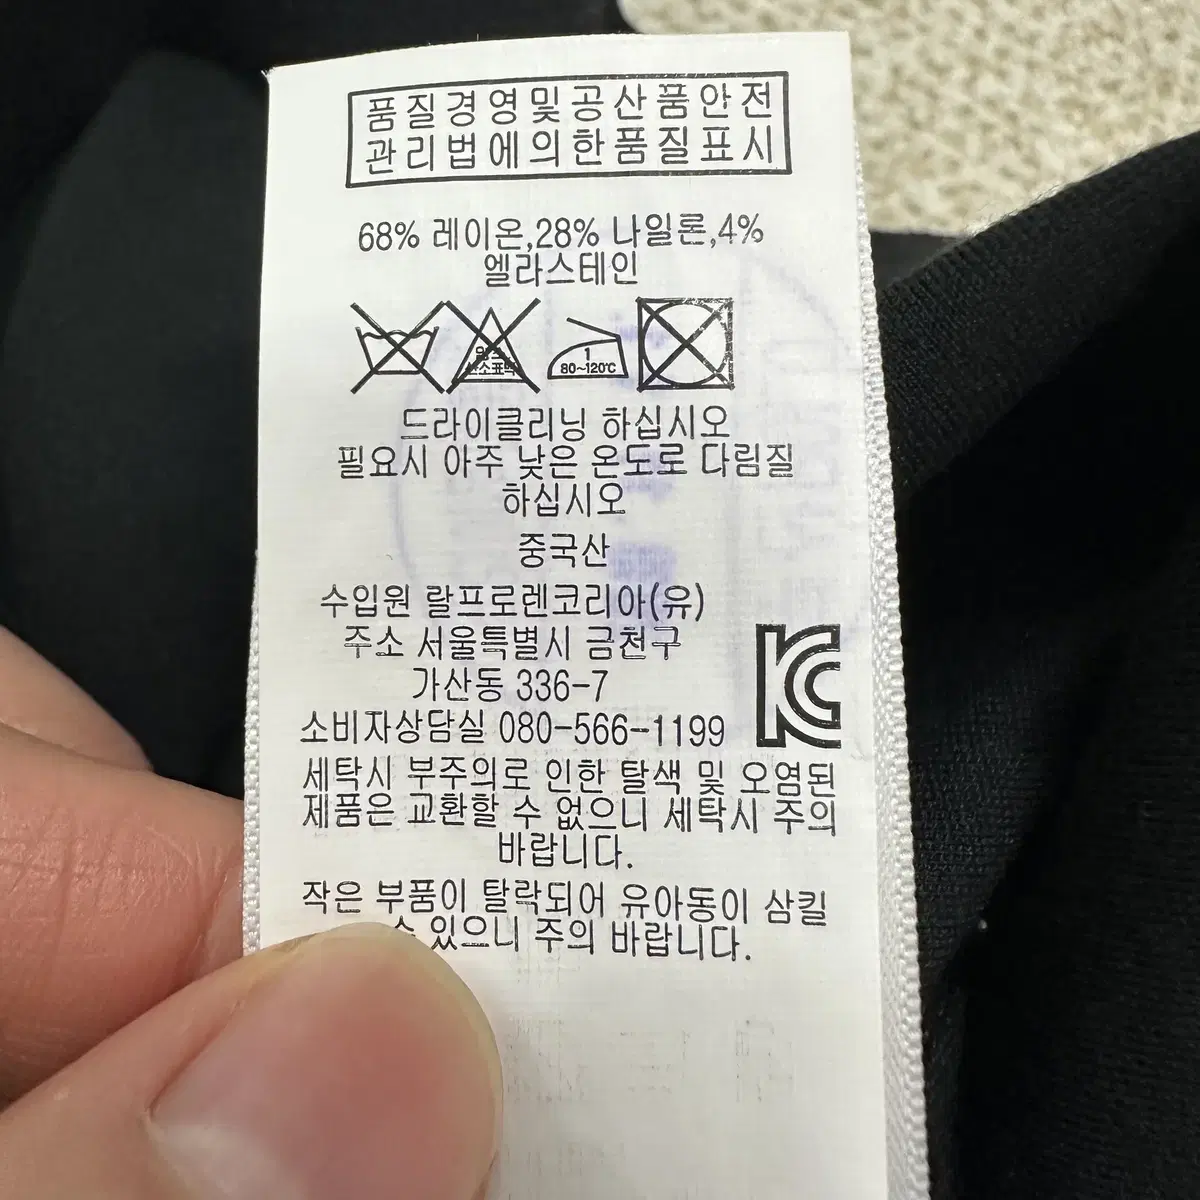 품질경영및공산품안전
관리법에의한품질표시
68% 레이온,28% 나일론,4%
엘라스테인
산소표백
1
80~120℃
드라이클리닝 하십시오
필요시 아주 낮은 온도로 다림질
하십시오
중국산
수입원 랄프로렌코리아(유)
주소 서울특별시 금천구
가산동 336-7
소비자상담실 080-566-1199
세탁시 부주의로 인한 탈색 및 오염된
제품은 교환할 수 없으니 세탁시 주의
바랍니다.
작은 부품이 탈락되어 유아동이 삼킬
수 있으니 주의 바랍니다.